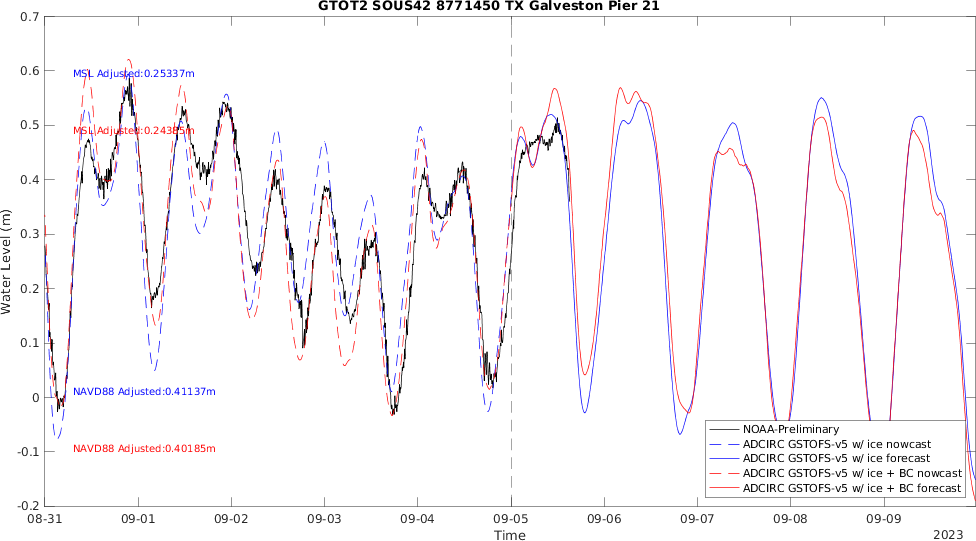 GTOT2 SOUS42 8771450 TX Galveston Pier 21
0.7
0.6
0.5
0.4
0.3
0.2
0.1
0
-0.1
-0.2
Water Level (m)
MSL Adjusted:0.25337m
MSL Adjusted:0.24385m
NAVD88 Adjusted:0.41137m
NAVD88 Adjusted:0.40185m
NOAA-Preliminary
ADCIRC GSTOFS-v5 w/ ice nowcast
ADCIRC GSTOFS-v5 w/ ice forecast
ADCIRC GSTOFS-v5 w/ ice + BC nowcast
ADCIRC GSTOFS-v5 w/ ice + BC forecast
08-31 09-01 09-02 09-03 09-04 09-05 09-06 09-07 09-08 09-09
Time
2023